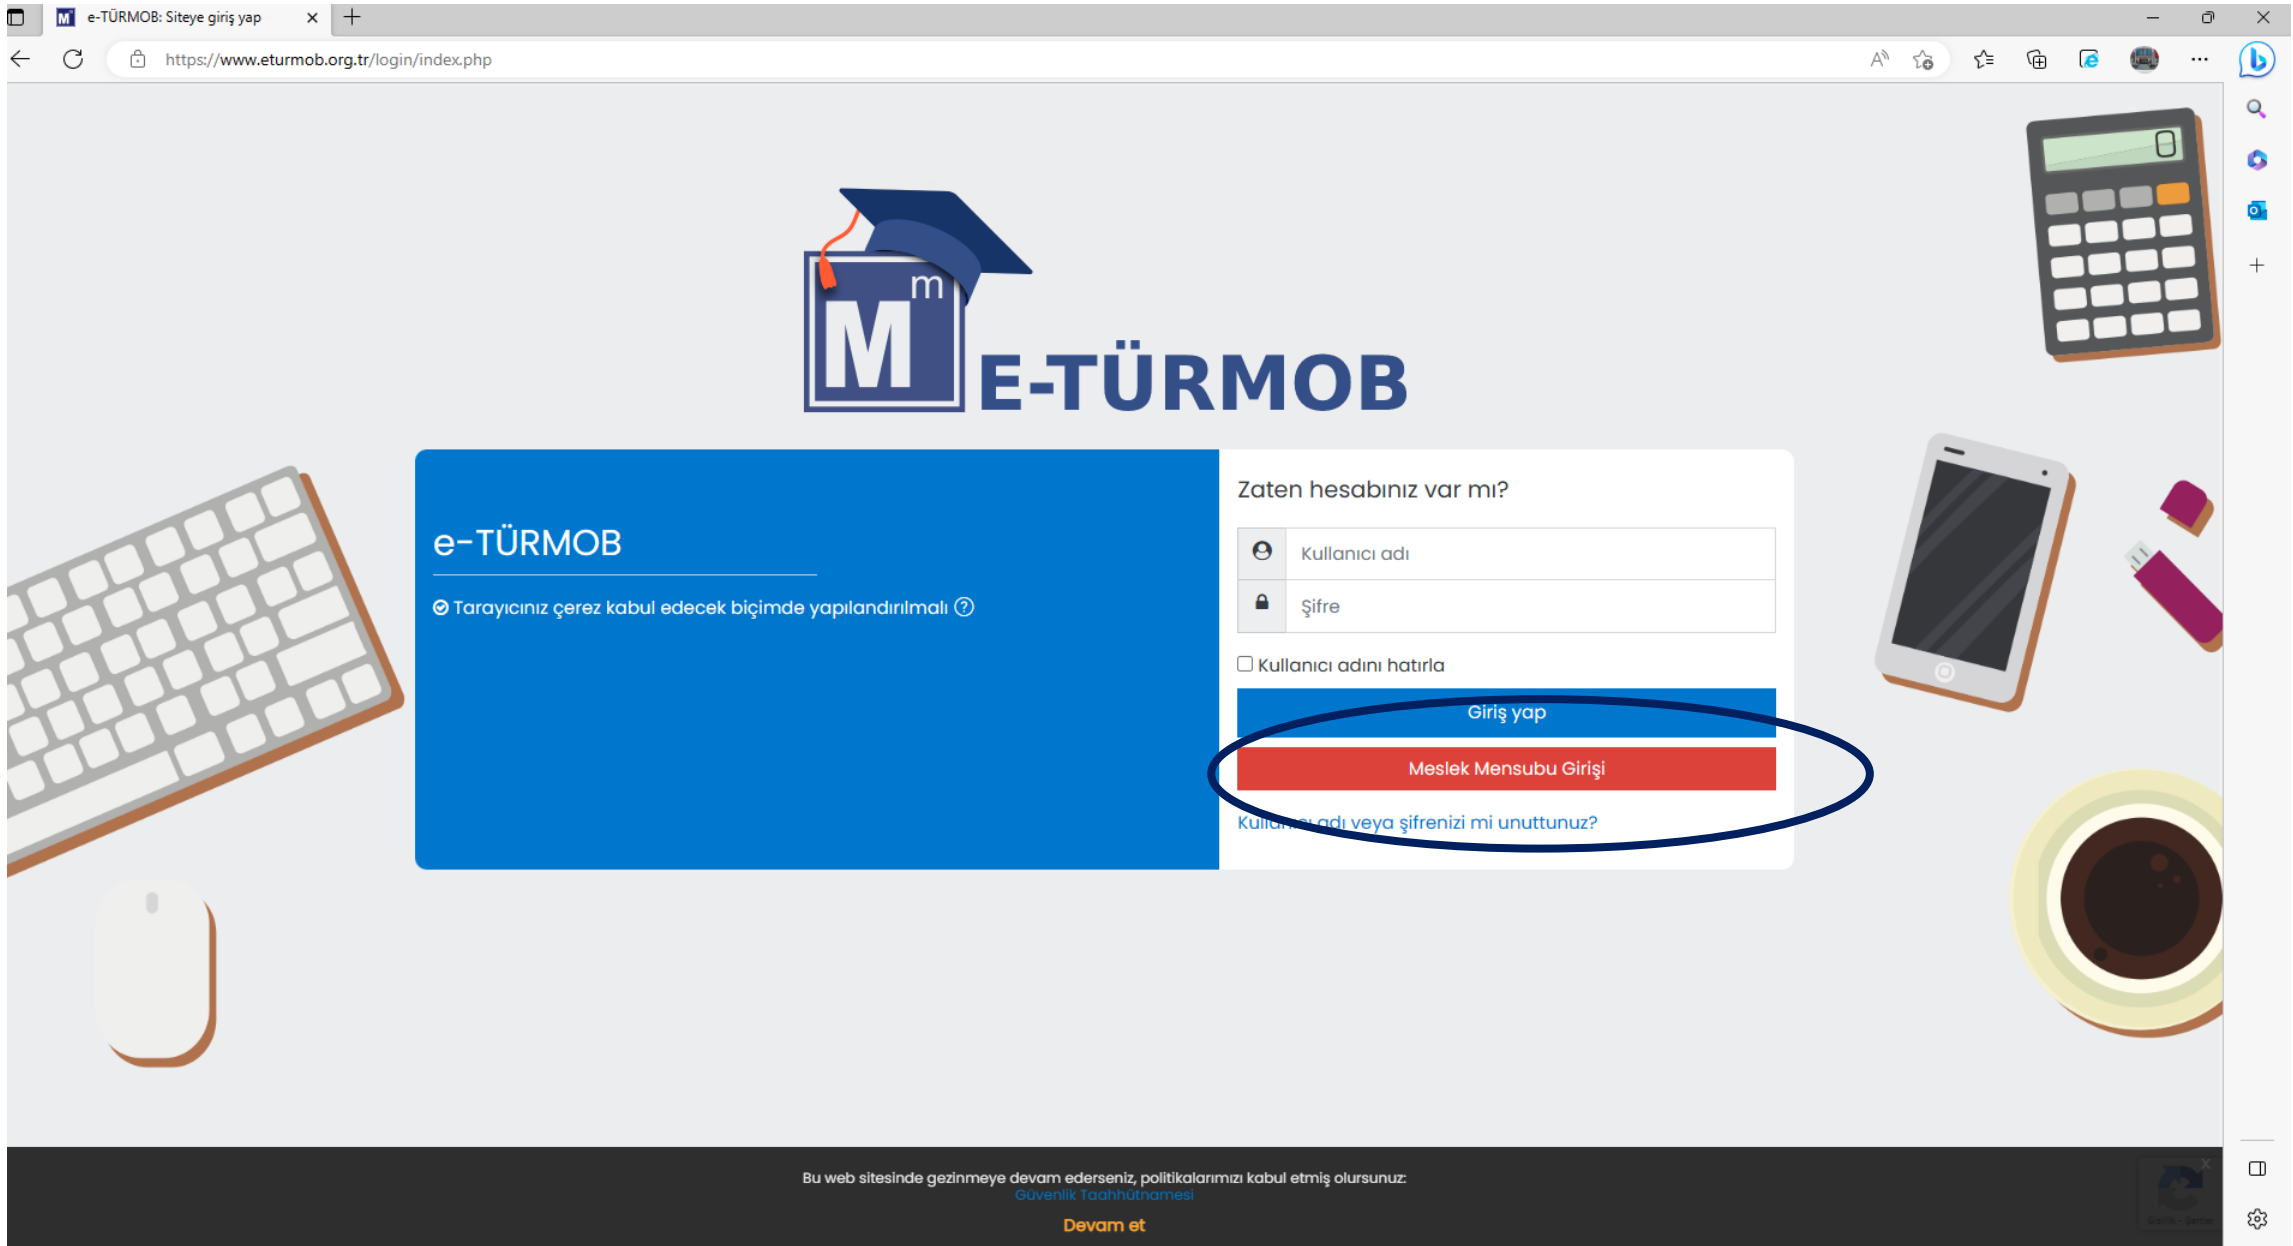 e-TÜRMOB: Siteye giriş yap
https://www.eturmob.org.tr/login/index.php
0
M m
E-TÜRMOB
e-TÜRMOB
Tarayıcınız çerez kabul edecek biçimde yapılandırılmalı
Zaten hesabınız var mı?
Kullanıcı adı
Şifre
Kullanıcı adını hatırla
Giriş yap
Meslek Mensubu Girişi
Kullanıcı adı veya şifrenizi mi unuttunuz?
Bu web sitesinde gezinmeye devam ederseniz, politikalarımızı kabul etmiş olursunuz:
Güvenlik Taahhütnamesi
Devam et
x